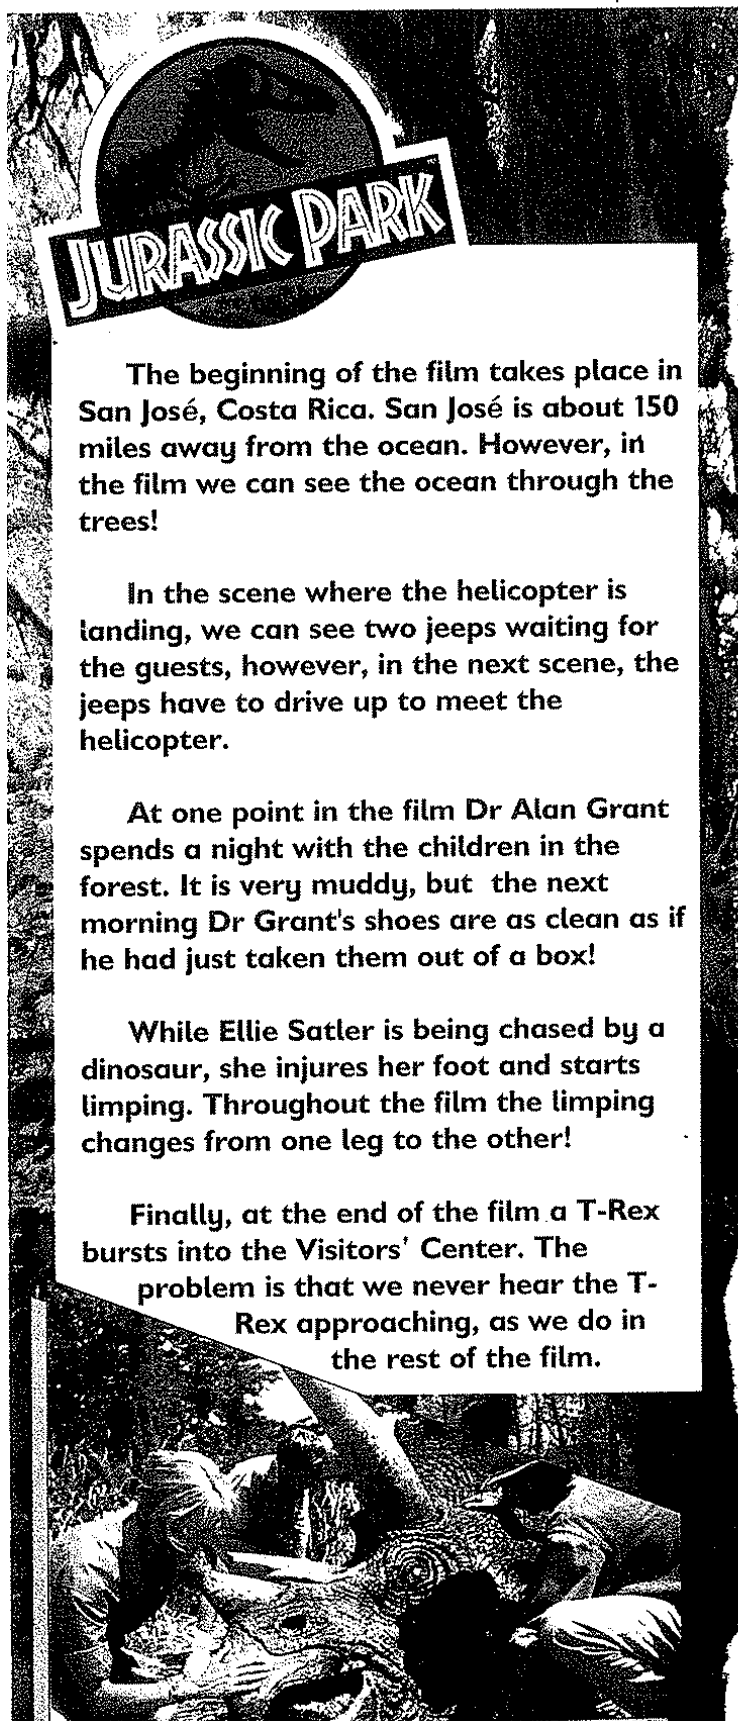 JURASSIC PARK
The beginning of the film takes place in
San José, Costa Rica. San José is about 150
miles away from the ocean. However, in
the film we can see the ocean through the
trees!
In the scene where the helicopter is
landing, we can see two jeeps waiting for
the guests, however, in the next scene, the
jeeps have to drive up to meet the
helicopter.
At one point in the film Dr Alan Grant
spends a night with the children in the
forest. It is very muddy, but the next
morning Dr Grant's shoes are as clean as if
he had just taken them out of a box!
While Ellie Satler is being chased by a
dinosaur, she injures her foot and starts
limping. Throughout the film the limping
changes from one leg to the other!
Finally, at the end of the film a T-Rex
bursts into the Visitors' Center. The
problem is that we never hear the T-
Rex approaching, as we do in
the rest of the film.